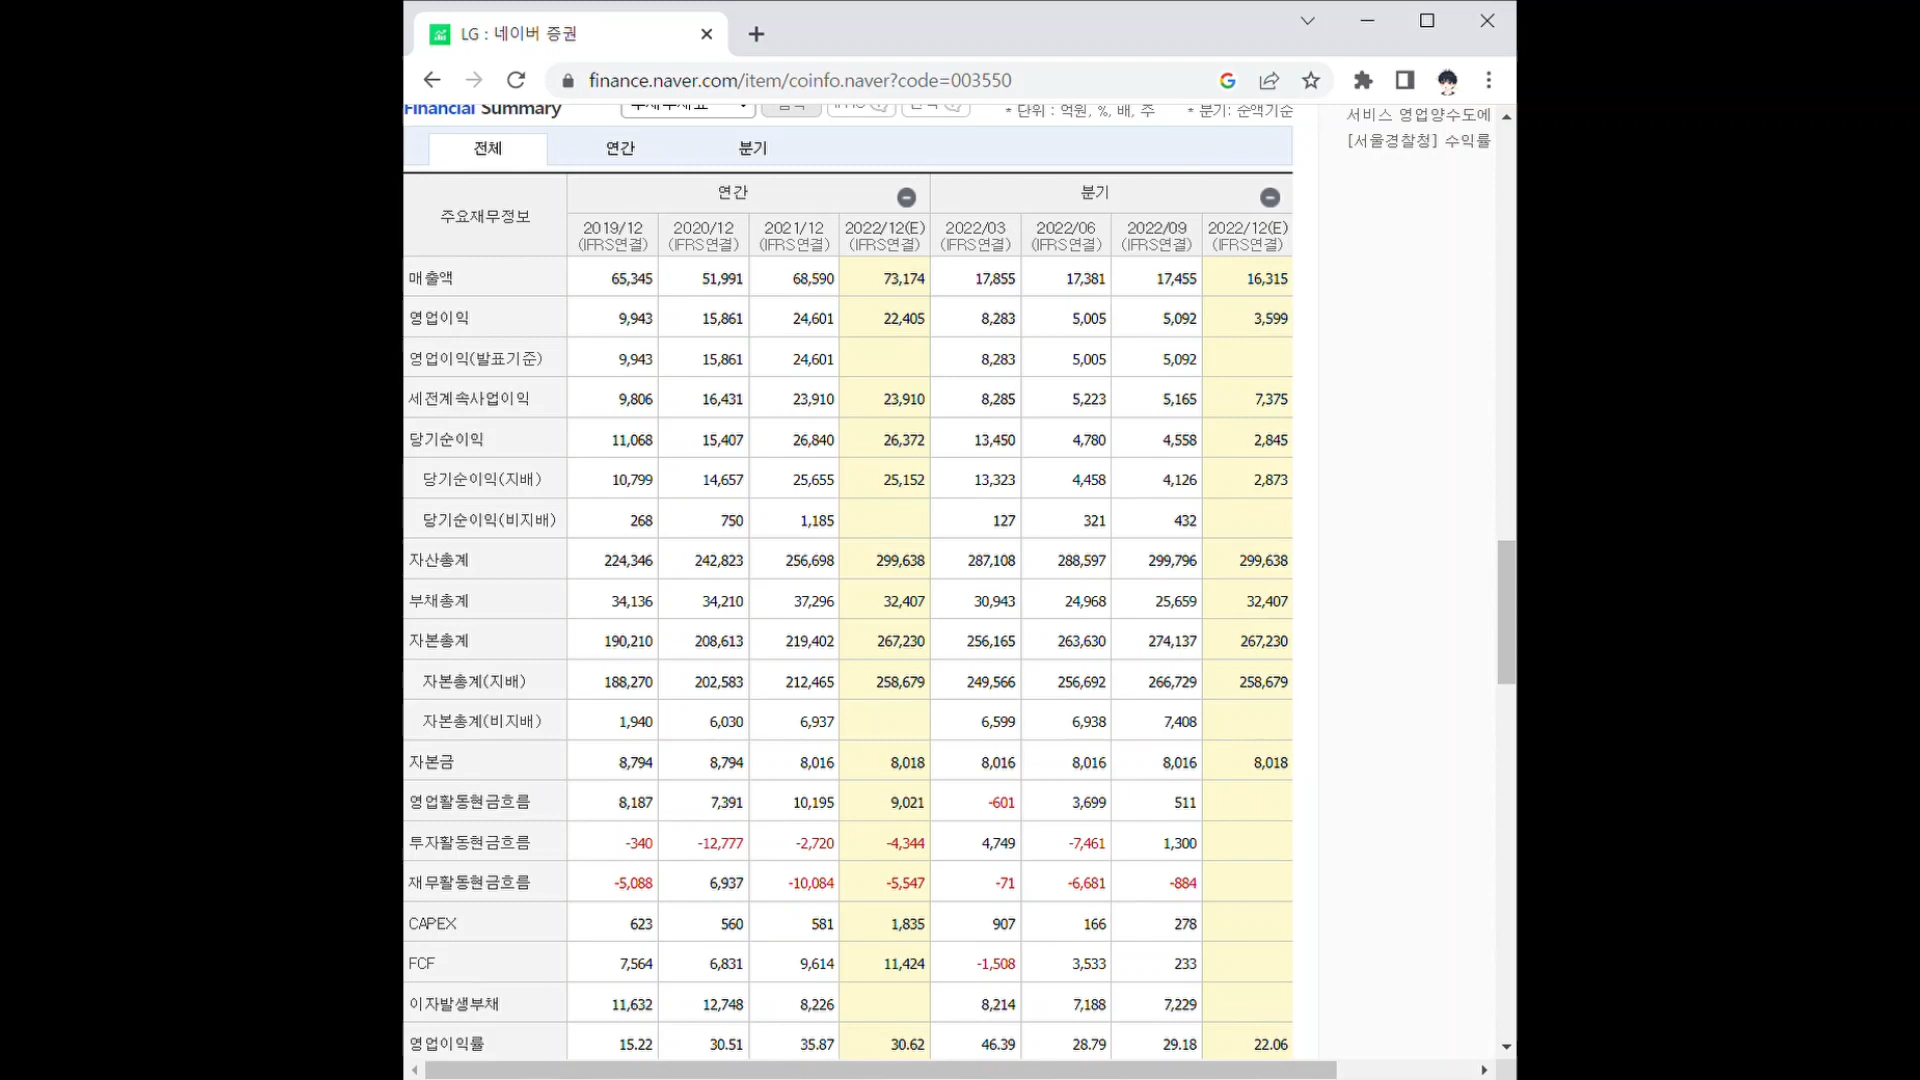 LG : 네이버 증권
finance.naver.com/item/coinfo.naver?code=003550
Financial Summary * 단위 : 억원, %, 배, 주 * 분기: 순액기준
서비스 영업양수도에
[서울경찰청] 수익률
전체 연간 분기
주요재무정보 연간 분기
2019/12 2020/12 2021/12 2022/12(E) 2022/03 2022/06 2022/09 2022/12(E)
(IFRS연결) (IFRS연결) (IFRS연결) (IFRS연결) (IFRS연결) (IFRS연결) (IFRS연결) (IFRS연결)
매출액 65,345 51,991 68,590 73,174 17,855 17,381 17,455 16,315
영업이익 9,943 15,861 24,601 22,405 8,283 5,005 5,092 3,599
영업이익(발표기준) 9,943 15,861 24,601 8,283 5,005 5,092
세전계속사업이익 9,806 16,431 23,910 23,910 8,285 5,223 5,165 7,375
당기순이익 11,068 15,407 26,840 26,372 13,450 4,780 4,558 2,845
당기순이익(지배) 10,799 14,657 25,655 25,152 13,323 4,458 4,126 2,873
당기순이익(비지배) 268 750 1,185 127 321 432
자산총계 224,346 242,823 256,698 299,638 287,108 288,597 299,796 299,638
부채총계 34,136 34,210 37,296 32,407 30,943 24,968 25,659 32,407
자본총계 190,210 208,613 219,402 267,230 256,165 263,630 274,137 267,230
자본총계(지배) 188,270 202,583 212,465 258,679 249,566 256,692 266,729 258,679
자본총계(비지배) 1,940 6,030 6,937 6,599 6,938 7,408
자본금 8,794 8,794 8,016 8,018 8,016 8,016 8,016 8,018
영업활동현금흐름 8,187 7,391 10,195 9,021 -601 3,699 511
투자활동현금흐름 -340 -12,777 -2,720 -4,344 4,749 -7,461 1,300
재무활동현금흐름 -5,088 6,937 -10,084 -5,547 -71 -6,681 -884
CAPEX 623 560 581 1,835 907 166 278
FCF 7,564 6,831 9,614 11,424 -1,508 3,533 233
이자발생부채 11,632 12,748 8,226 8,214 7,188 7,229
영업이익률 15.22 30.51 35.87 30.62 46.39 28.79 29.18 22.06